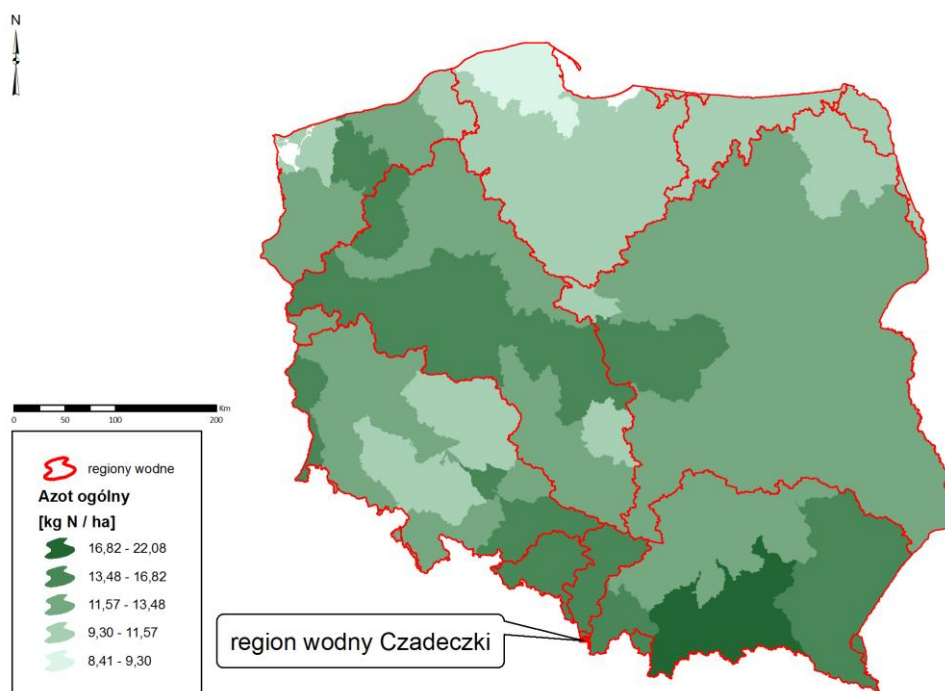 N
Km
0 50 100 200
regiony wodne
Azot ogólny
[kg N / ha]
16,82 - 22,08
13,48 - 16,82
11,57 - 13,48
9,30 - 11,57
8,41 - 9,30
region wodny Czadeczki